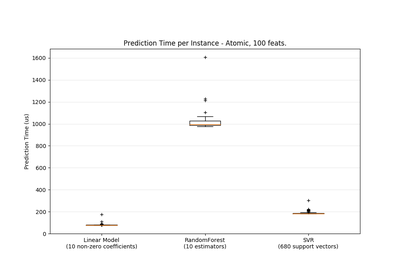 Prediction Time per Instance - Atomic, 100 feats.
1600
1400
1200
1000
800
600
400
200
0
Prediction Time (us)
Linear Model
(10 non-zero coefficients)
RandomForest
(10 estimators)
SVR
(680 support vectors)